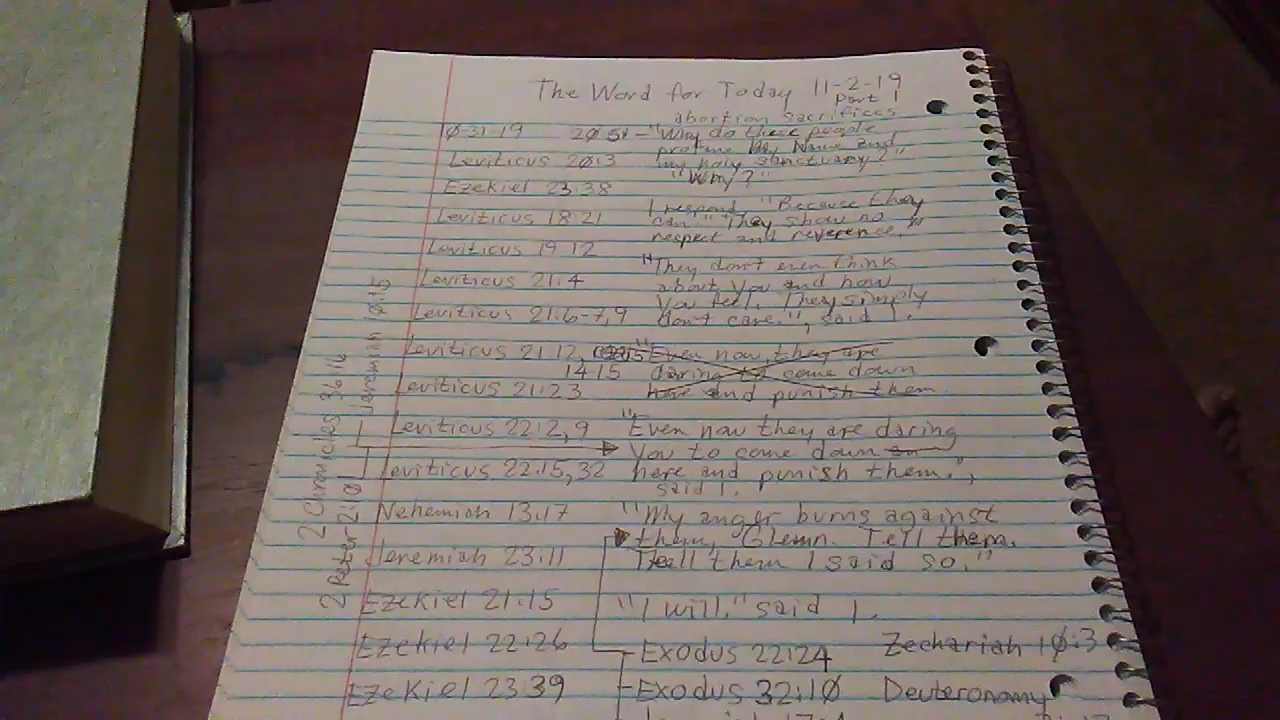 The Word for Today 11-2-19
Part 1
abortion sacrifices
10-31-19 2051 - "Why do these people
profane My Name and
Leviticus 20:3 my holy sanctuary?"
"Why?"
Ezekiel 23:38
I respond, "Because they
Leviticus 18:21 can" "They show no
respect and reverence."
Leviticus 19:12
"They don't even think
Leviticus 21:4 about You and how
You feel. They simply
Leviticus 21:6-7,9 don't care.", said I.
Leviticus 21:12, "Even now, they are
14-15 daring to come down
Leviticus 21:23 here and punish them
Leviticus 22:2,9 "Even now they are daring
You to come down
Leviticus 22:15,32 here and punish them.",
said I.
Nehemiah 13:17 "My anger burns against
them, Glenn. Tell them.
Jeremiah 23:11 Teell them I said so."
Ezekiel 21:15 "I will," said I.
Ezekiel 22:26 Exodus 22:24 Zechariah 10:3
Ezekiel 23:39 Exodus 32:10 Deuteronomy
2 Chronicles 36:16
2 Peter 2:10